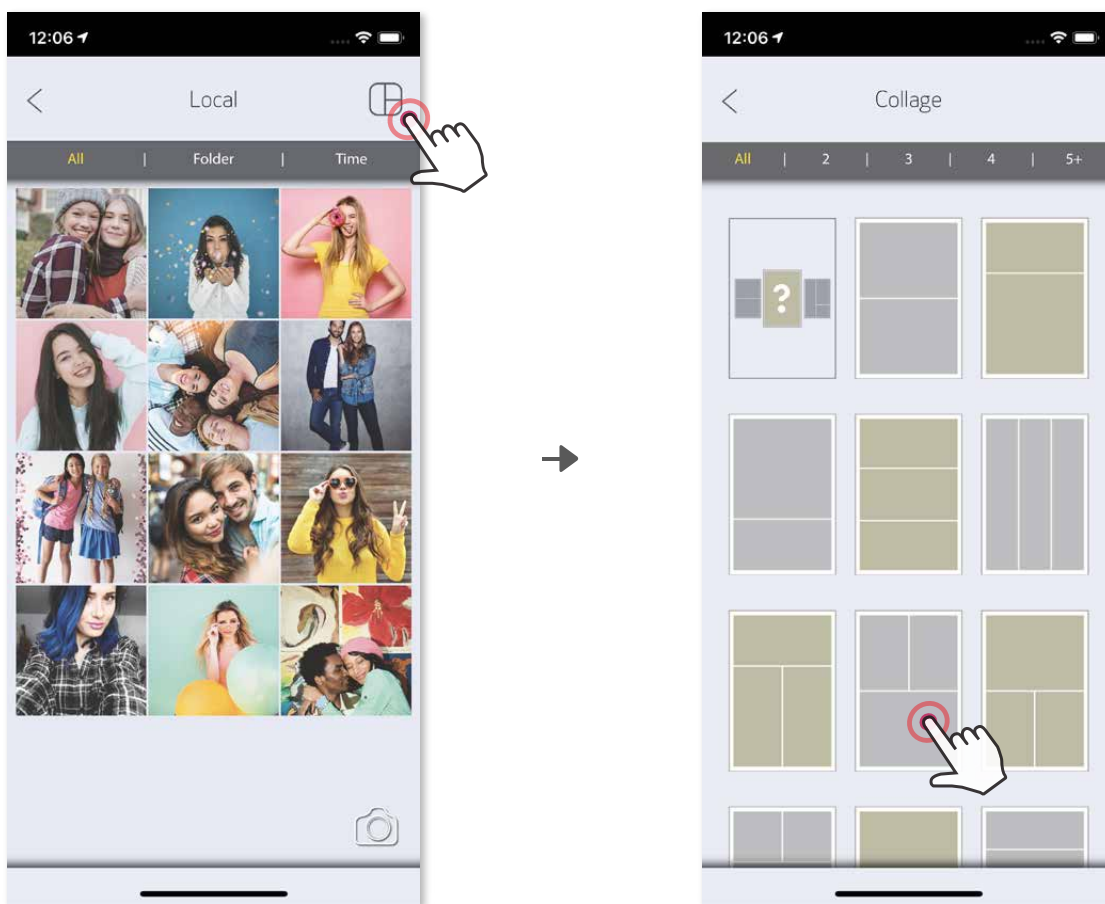 12:06
Local
All | Folder | Time
12:06
Collage
All | 2 | 3 | 4 | 5+
?